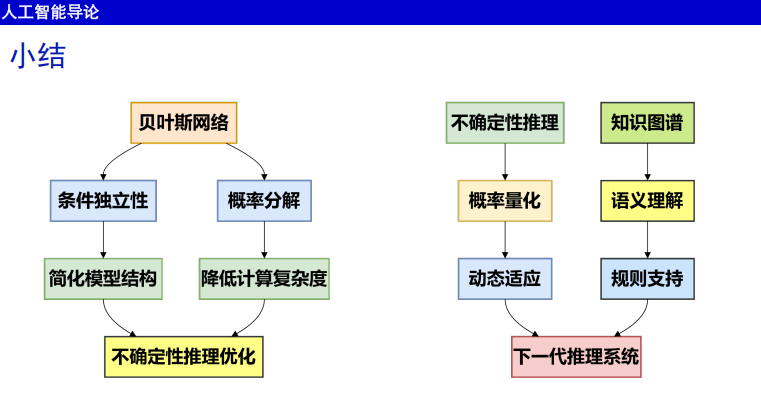 人工智能导论
小结
贝叶斯网络
不确定性推理
知识图谱
条件独立性
概率分解
概率量化
语义理解
简化模型结构
降低计算复杂度
动态适应
规则支持
不确定性推理优化
下一代推理系统